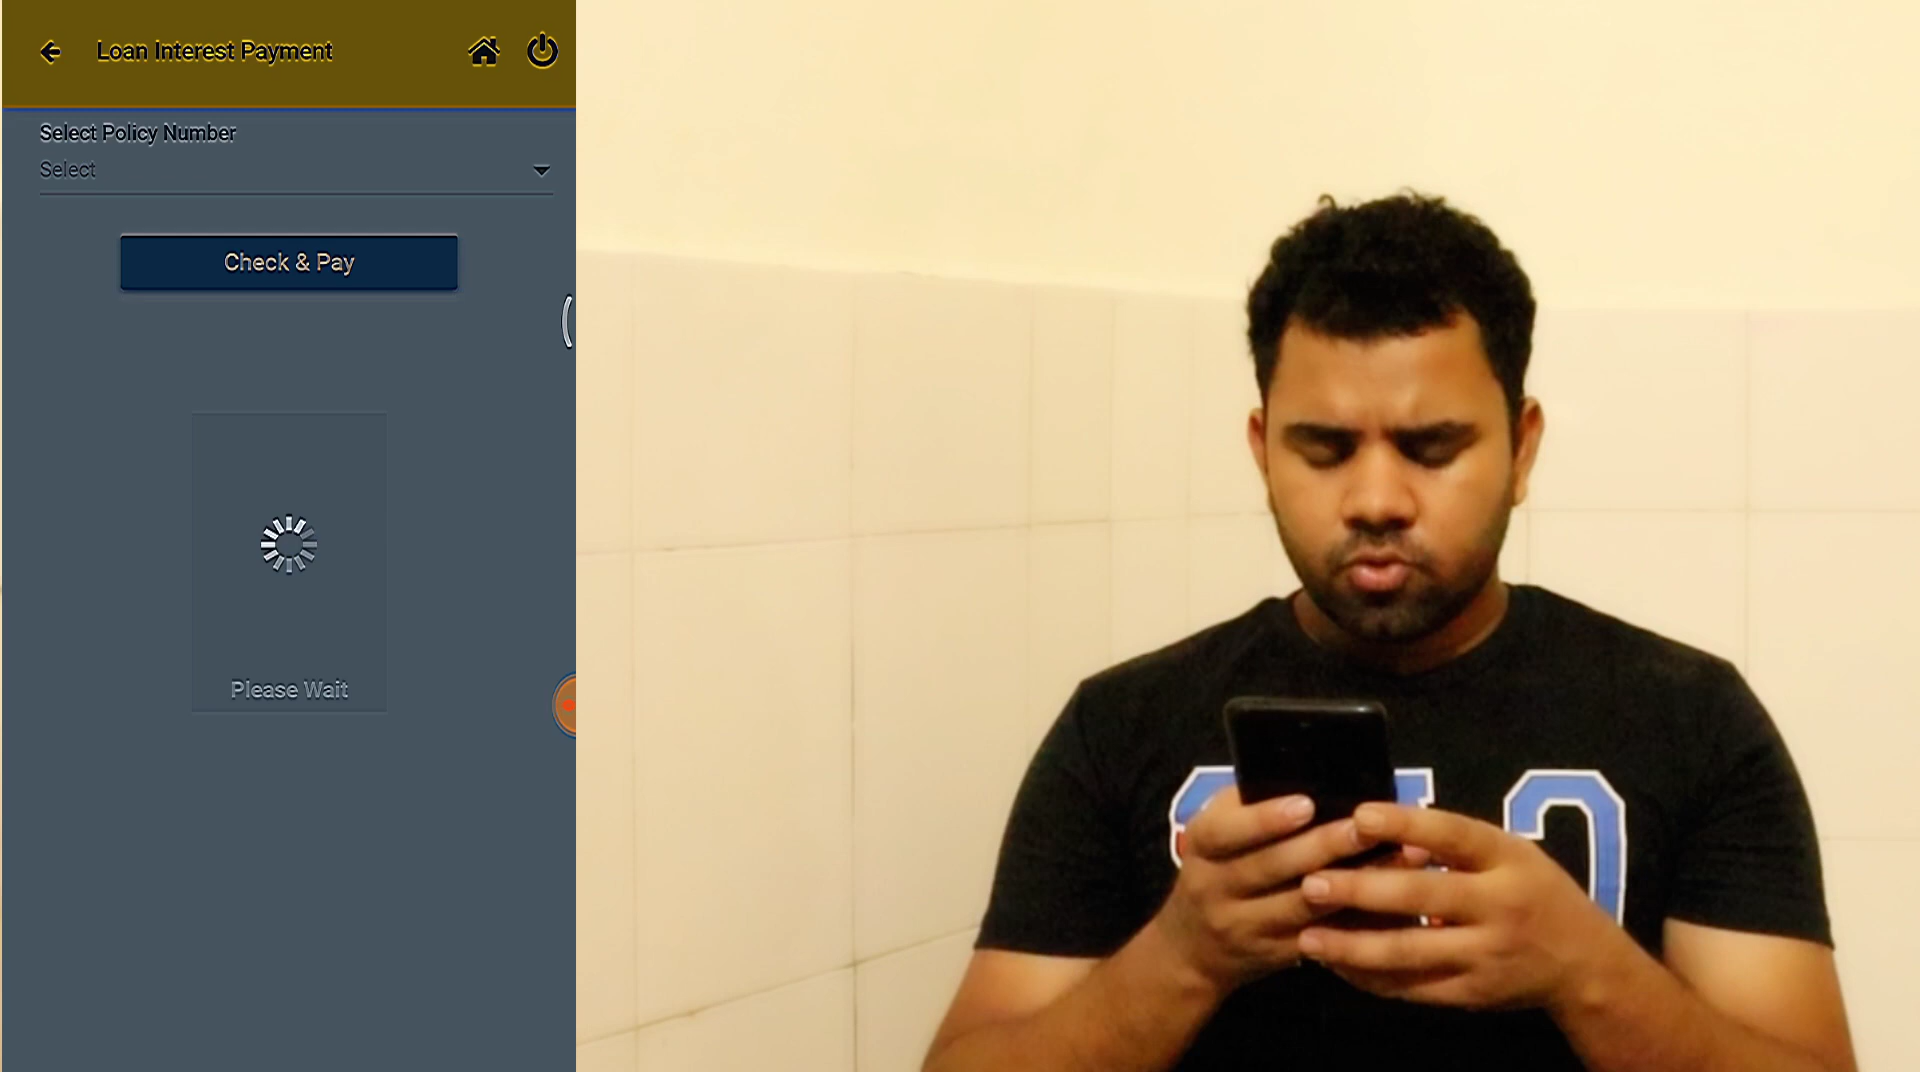 Loan Interest Payment
Select Policy Number
Select
Check & Pay
Please Wait